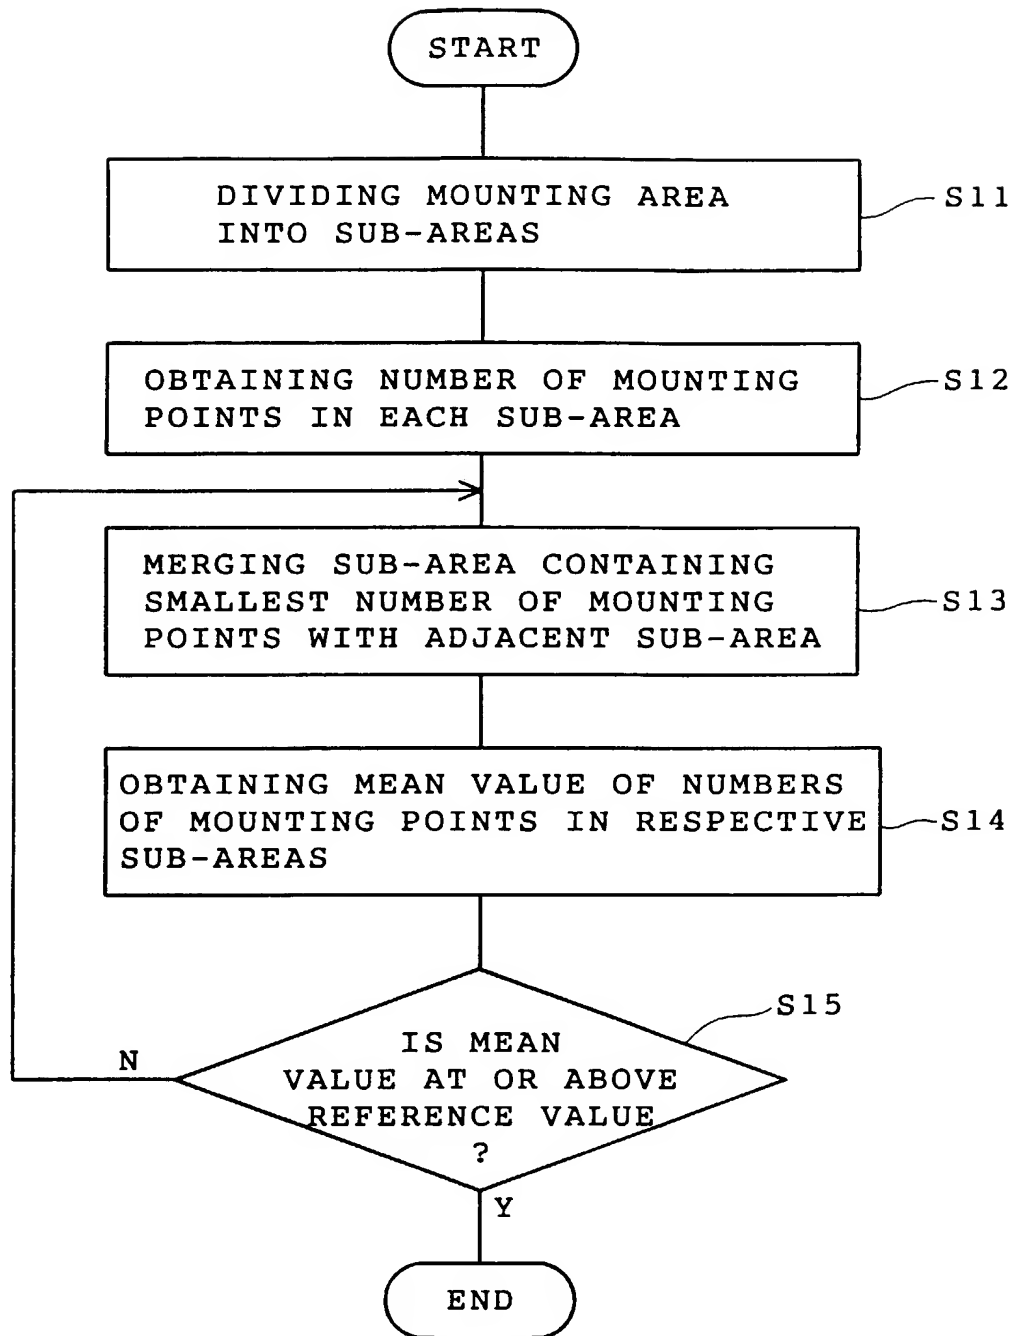 START
DIVIDING MOUNTING AREA
INTO SUB-AREAS
S11
OBTAINING NUMBER OF MOUNTING
POINTS IN EACH SUB-AREA
S12
MERGING SUB-AREA CONTAINING
SMALLEST NUMBER OF MOUNTING
POINTS WITH ADJACENT SUB-AREA
S13
OBTAINING MEAN VALUE OF NUMBERS
OF MOUNTING POINTS IN RESPECTIVE
SUB-AREAS
S14
S15
IS MEAN
VALUE AT OR ABOVE
REFERENCE VALUE
?
N
Y
END